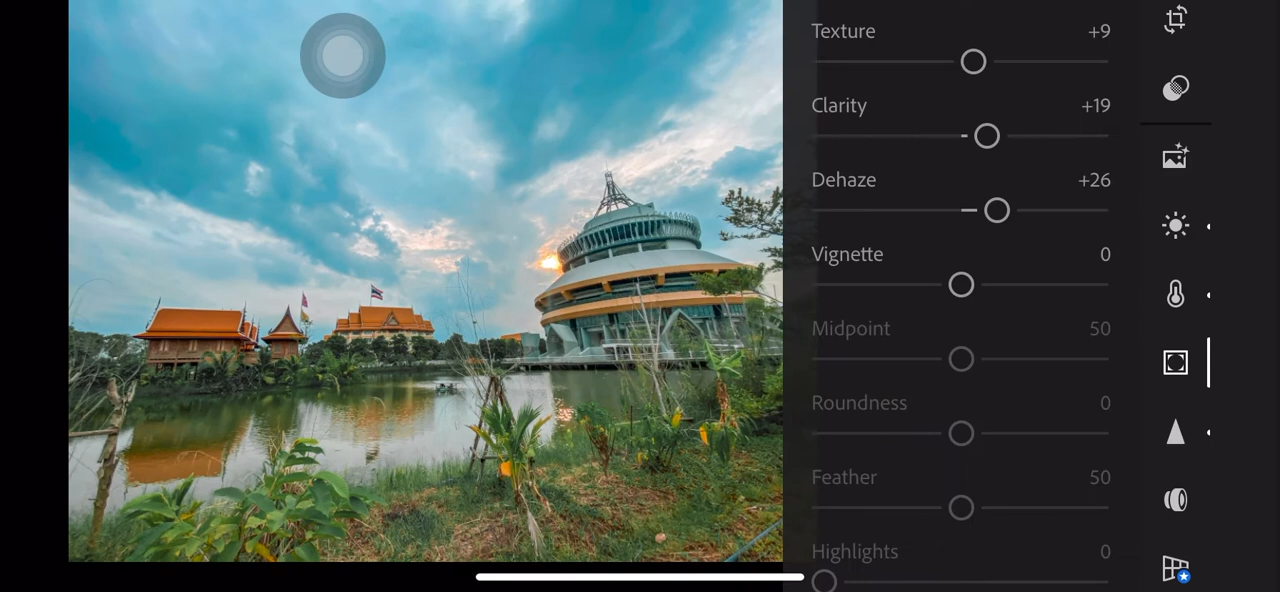 Texture +9
Clarity +19
Dehaze +26
Vignette 0
Midpoint 50
Roundness 0
Feather 50
Highlights 0